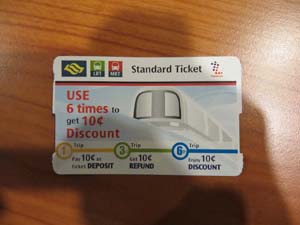 LRT MRT Standard Ticket
USE
6 times to
get 10¢
Discount
1 Trip 3 Trip 6 Trip
Pay 10¢ as Get 10¢ Enjoy 10¢
ticket DEPOSIT REFUND DISCOUNT